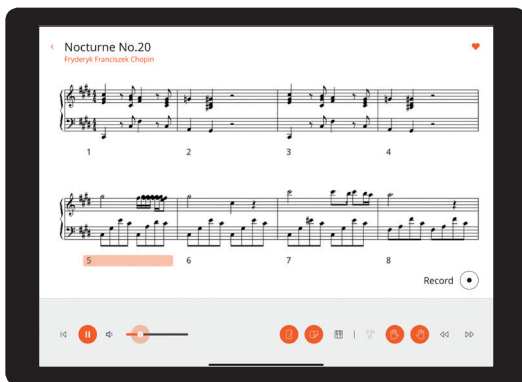 Nocturne No.20
Fryderyk Franciszek Chopin
1 2 3 4
5 6 7 8
Record